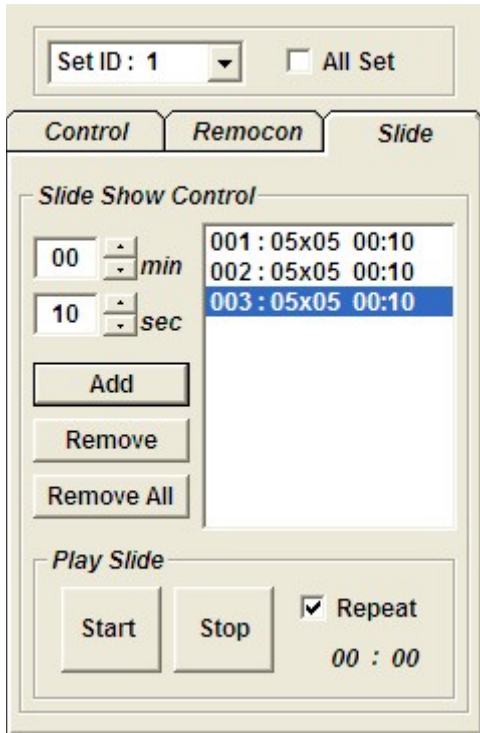 Set ID : 1
All Set
Control
Remocon
Slide
Slide Show Control
00 min
10 sec
001 : 05x05 00:10
002 : 05x05 00:10
003 : 05x05 00:10
Add
Remove
Remove All
Play Slide
Start
Stop
Repeat
00 : 00